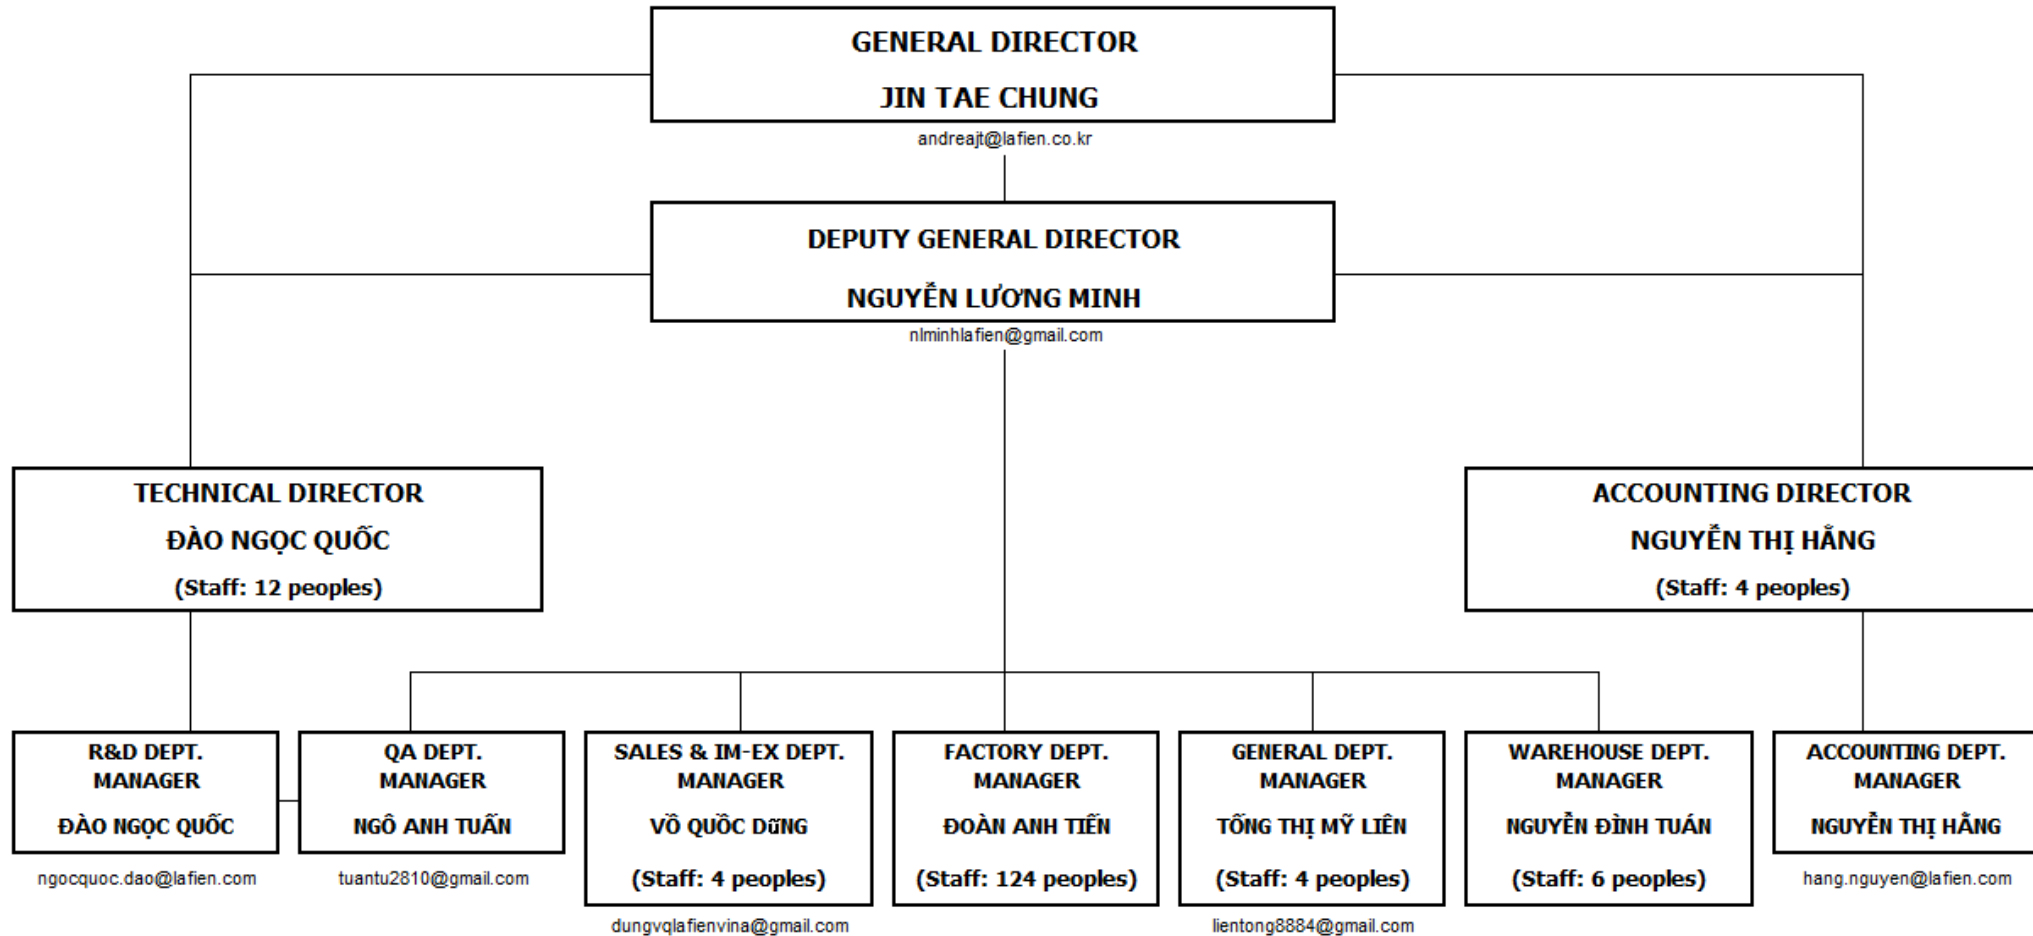 GENERAL DIRECTOR
JIN TAE CHUNG
andreajt@lafien.co.kr
DEPUTY GENERAL DIRECTOR
NGUYỄN LƯƠNG MINH
nlminhlafien@gmail.com
TECHNICAL DIRECTOR
ĐÀO NGỌC QUỐC
(Staff: 12 peoples)
ACCOUNTING DIRECTOR
NGUYỄN THỊ HẰNG
(Staff: 4 peoples)
R&D DEPT.
MANAGER
ĐÀO NGỌC QUỐC
ngocquoc.dao@lafien.com
QA DEPT.
MANAGER
NGÔ ANH TUẤN
tuantu2810@gmail.com
SALES & IM-EX DEPT.
MANAGER
VÕ QUỐC DũNG
(Staff: 4 peoples)
dungvqlafienvina@gmail.com
FACTORY DEPT.
MANAGER
ĐOÀN ANH TIẾN
(Staff: 124 peoples)
GENERAL DEPT.
MANAGER
TỐNG THỊ MỸ LIÊN
(Staff: 4 peoples)
lientong8884@gmail.com
WAREHOUSE DEPT.
MANAGER
NGUYỄN ĐÌNH TUÁN
(Staff: 6 peoples)
ACCOUNTING DEPT.
MANAGER
NGUYỄN THỊ HẰNG
hang.nguyen@lafien.com